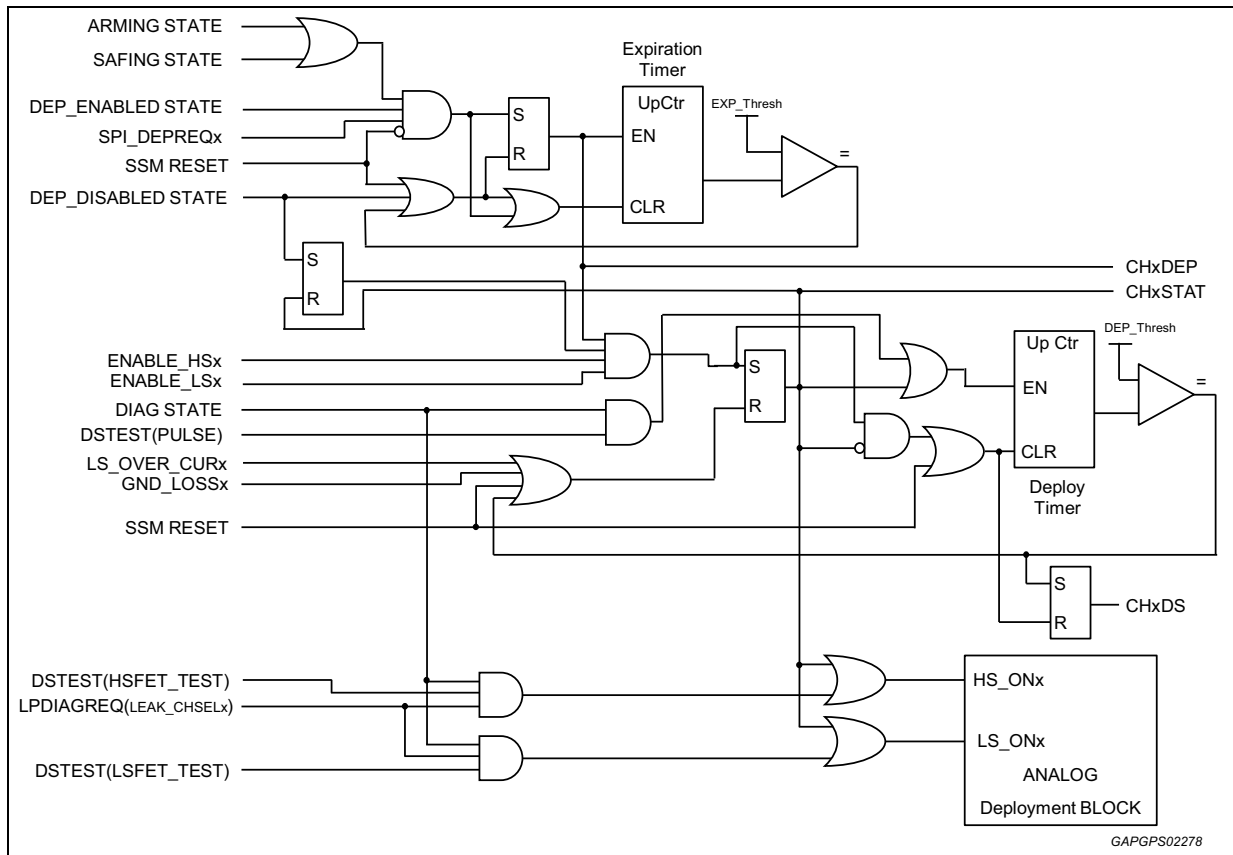 ARMING STATE
SAFING STATE
DEP_ENABLED STATE
SPI_DEPREQx
SSM RESET
DEP_DISABLED STATE
Expiration
Timer
UpCtr
EN
CLR
EXP_Thresh
=
S
R
S
R
CHxDEP
CHxSTAT
ENABLE_HSx
ENABLE_LSx
DIAG STATE
DSTEST(PULSE)
LS_OVER_CURx
GND_LOSSx
SSM RESET
S
R
Up Ctr
EN
CLR
Deploy
Timer
DEP_Thresh
=
S
R
CHxDS
DSTEST(HSFET_TEST)
LPDIAGREQ(LEAK_CHSELx)
DSTEST(LSFET_TEST)
HS_ONx
LS_ONx
ANALOG
Deployment BLOCK
GAPGPS02278